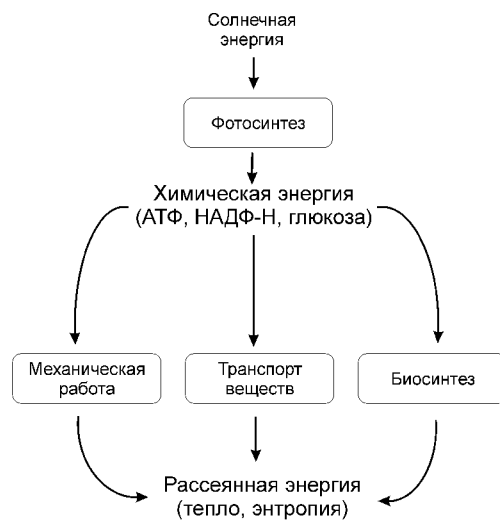 Солнечная
энергия
Фотосинтез
Химическая энергия
(АТФ, НАДФ-Н, глюкоза)
Механическая
работа
Транспорт
веществ
Биосинтез
Рассеянная энергия
(тепло, энтропия)